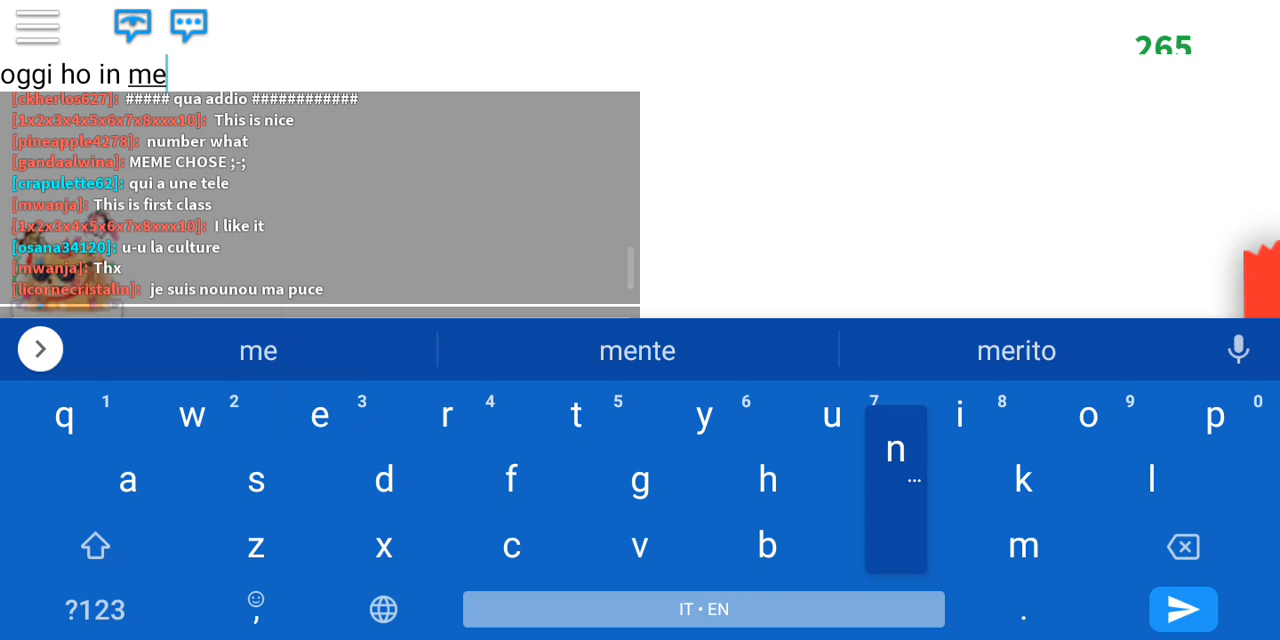 265
oggi ho in me
[ckherlos627]: ##### qua addio ############
[1x2x3x4x5x6x7x8xxx10]: This is nice
[pineapple4278]: number what
[gandaalwina]: MEME CHOSE ;-;
[crapulette62]: qui a une tele
[mwanja]: This is first class
[1x2x3x4x5x6x7x8xxx10]: I like it
[osana34120]: u-u la culture
[mwanja]: Thx
[licornecristalin]: je suis nounou ma puce
me mente merito
q 1 w 2 e 3 r 4 t 5 y 6 u 7 i 8 o 9 p 0
a s d f g h k l
n ...
z x c v b m
?123 , IT • EN .